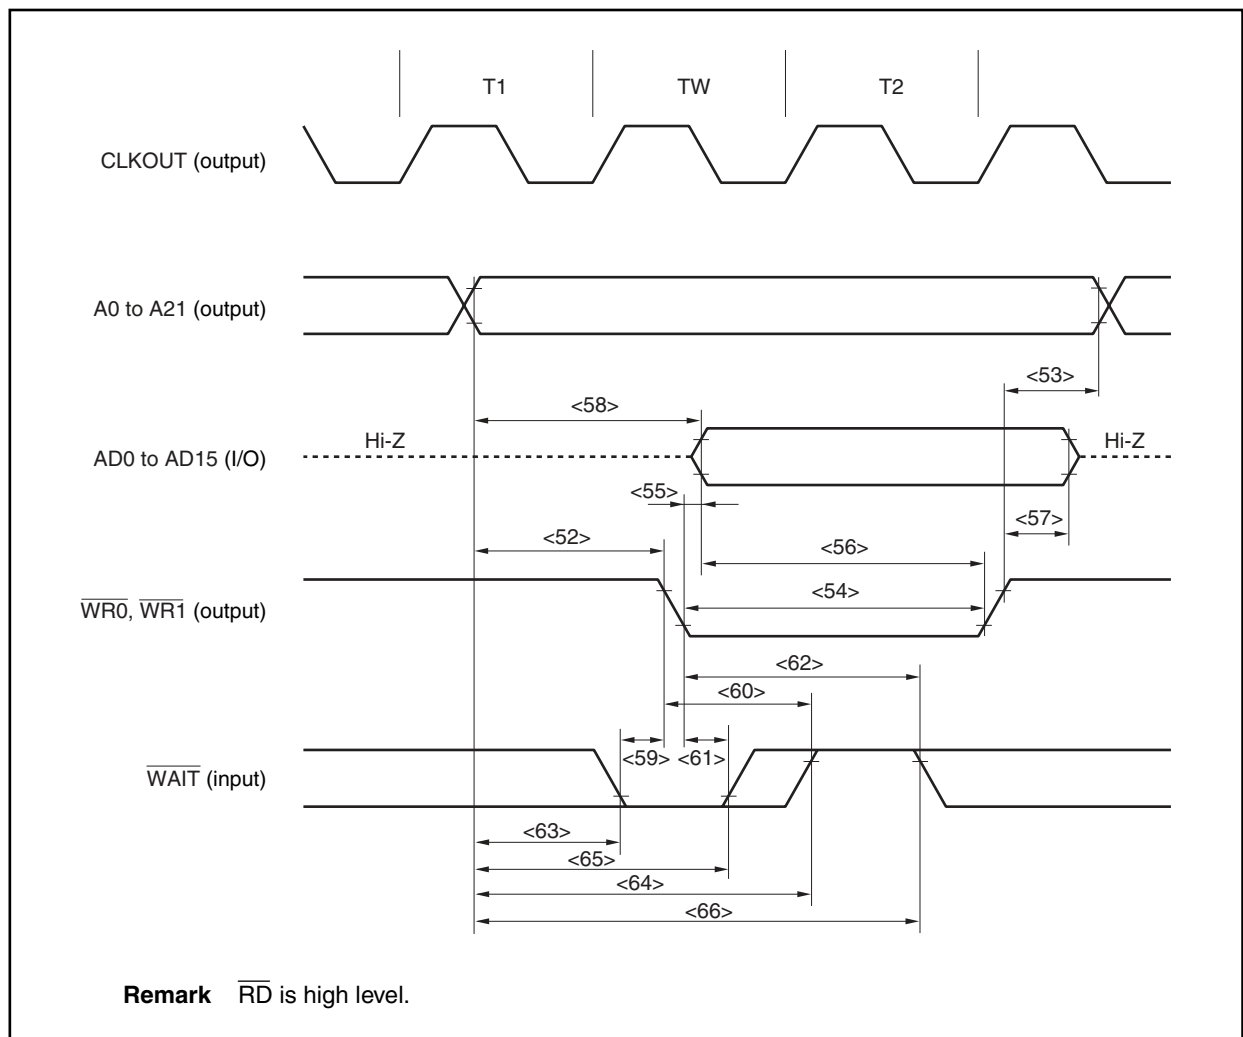 T1 TW T2
CLKOUT (output)
A0 to A21 (output)
<53>
<58>
Hi-Z Hi-Z
AD0 to AD15 (I/O)
<55>
<57>
<52>
<56>
<54>
WR0, WR1 (output)
<62>
<60>
<59> <61>
WAIT (input)
<63>
<65>
<64>
<66>
Remark RD is high level.